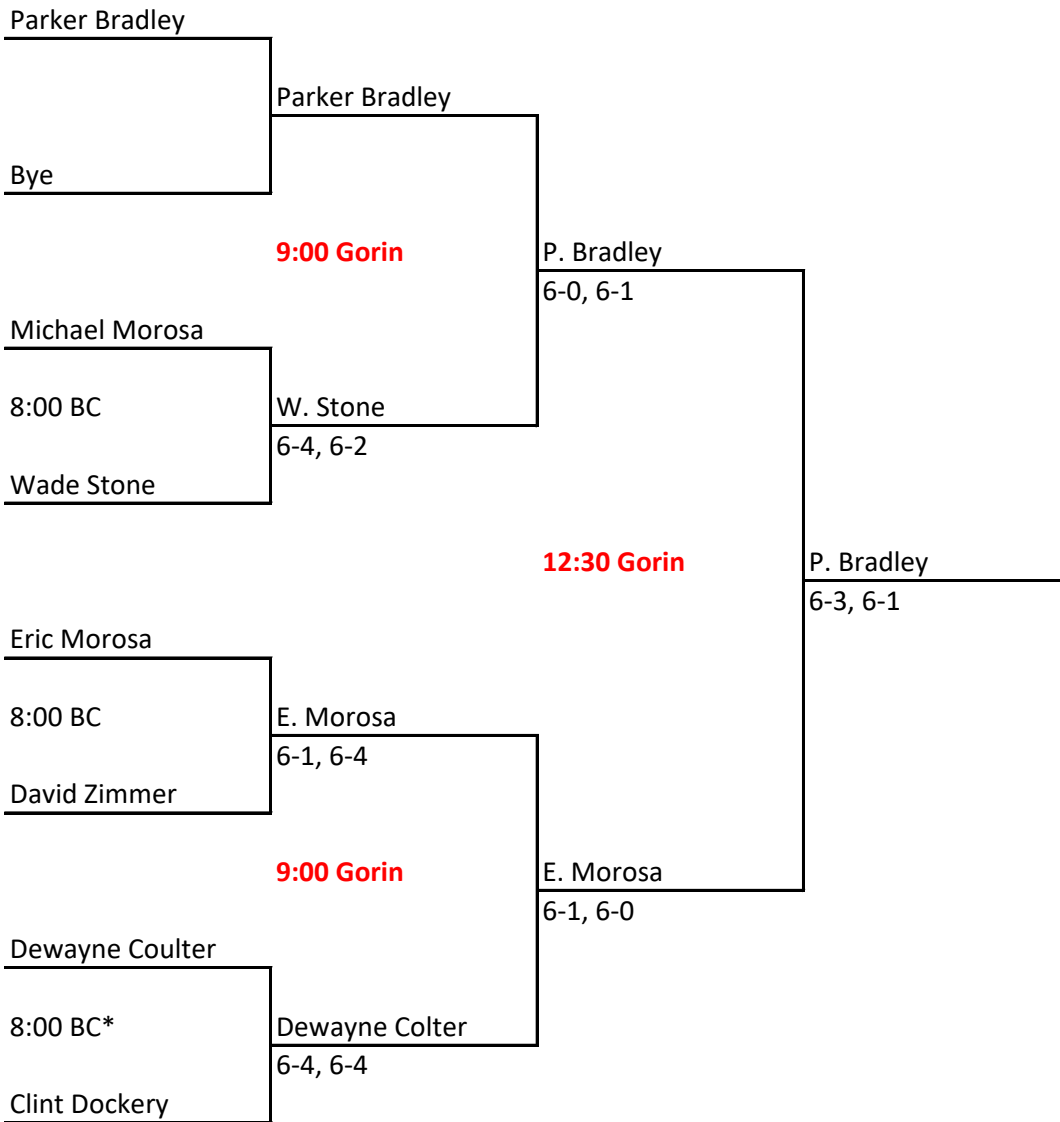 Parker Bradley
Parker Bradley
Bye
9:00 Gorin
P. Bradley
6-0, 6-1
Michael Morosa
8:00 BC
W. Stone
6-4, 6-2
Wade Stone
12:30 Gorin
P. Bradley
6-3, 6-1
Eric Morosa
8:00 BC
E. Morosa
6-1, 6-4
David Zimmer
9:00 Gorin
E. Morosa
6-1, 6-0
Dewayne Coulter
8:00 BC*
Dewayne Colter
6-4, 6-4
Clint Dockery